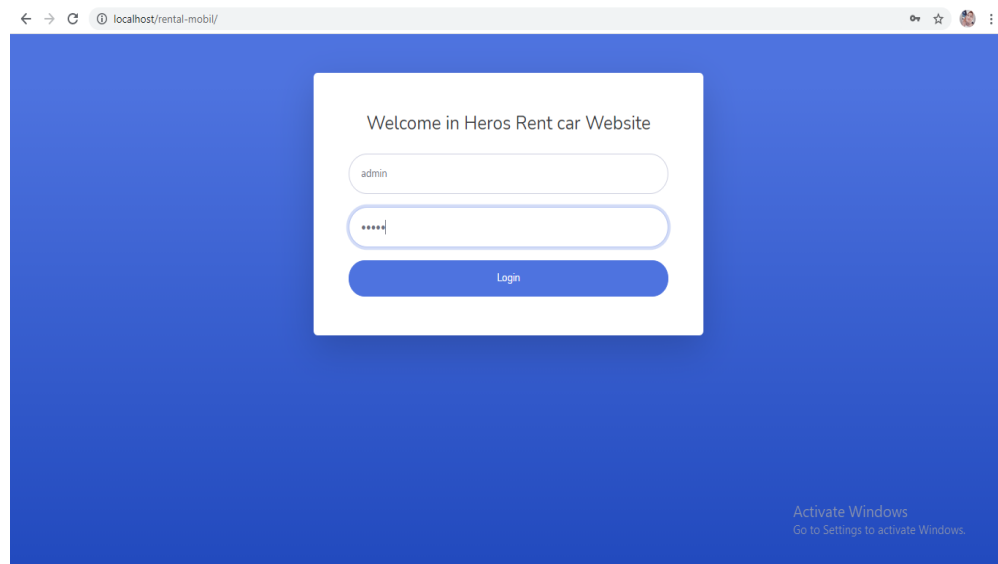 localhost/rental-mobil/
Welcome in Heros Rent car Website
admin
•••••
Login
Activate Windows
Go to Settings to activate Windows.